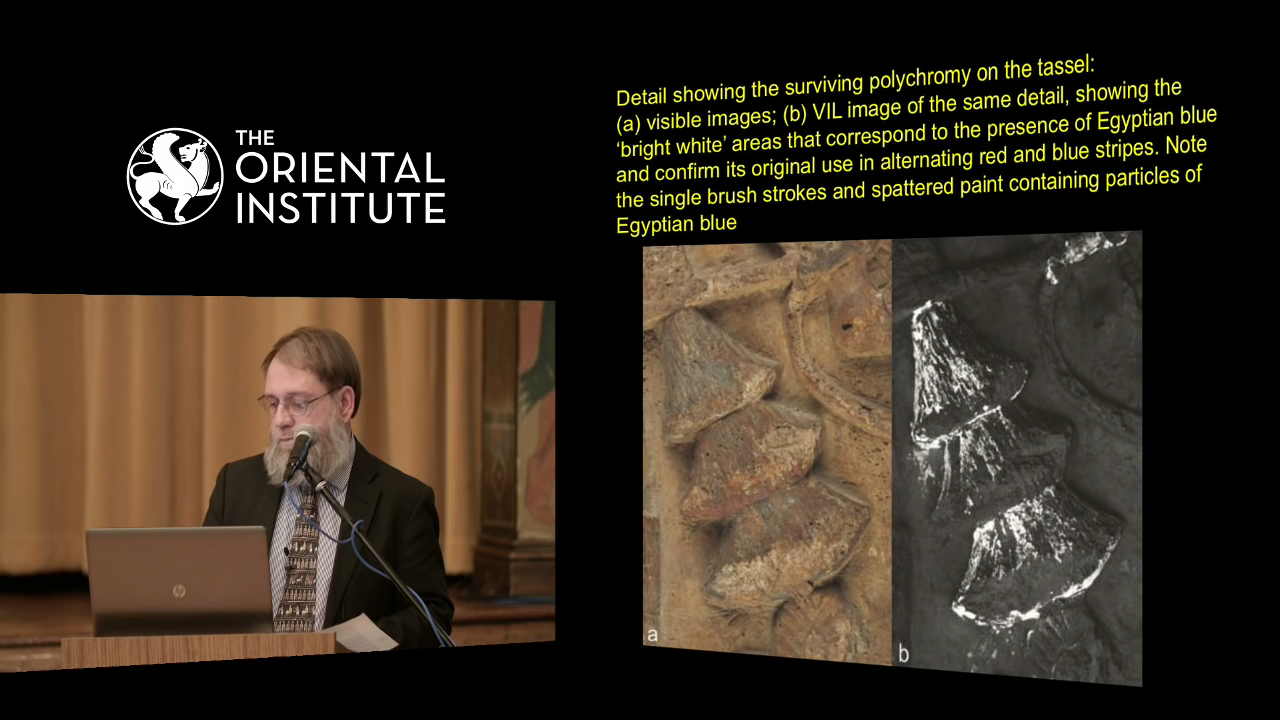 THE
ORIENTAL
INSTITUTE
Detail showing the surviving polychromy on the tassel:
(a) visible images; (b) VIL image of the same detail, showing the
‘bright white’ areas that correspond to the presence of Egyptian blue
and confirm its original use in alternating red and blue stripes. Note
the single brush strokes and spattered paint containing particles of
Egyptian blue
a
b
hp